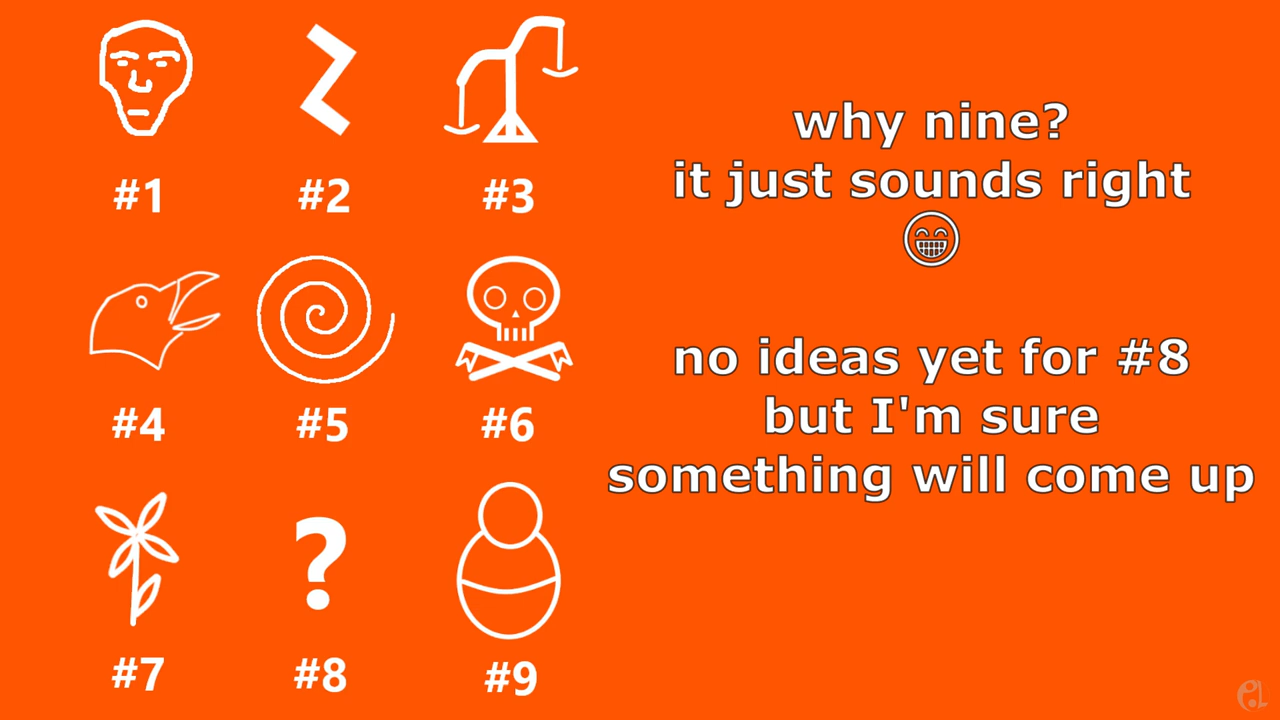 #1 #2 #3
#4 #5 #6
?
#7 #8 #9
why nine?
it just sounds right
no ideas yet for #8
but I'm sure
something will come up